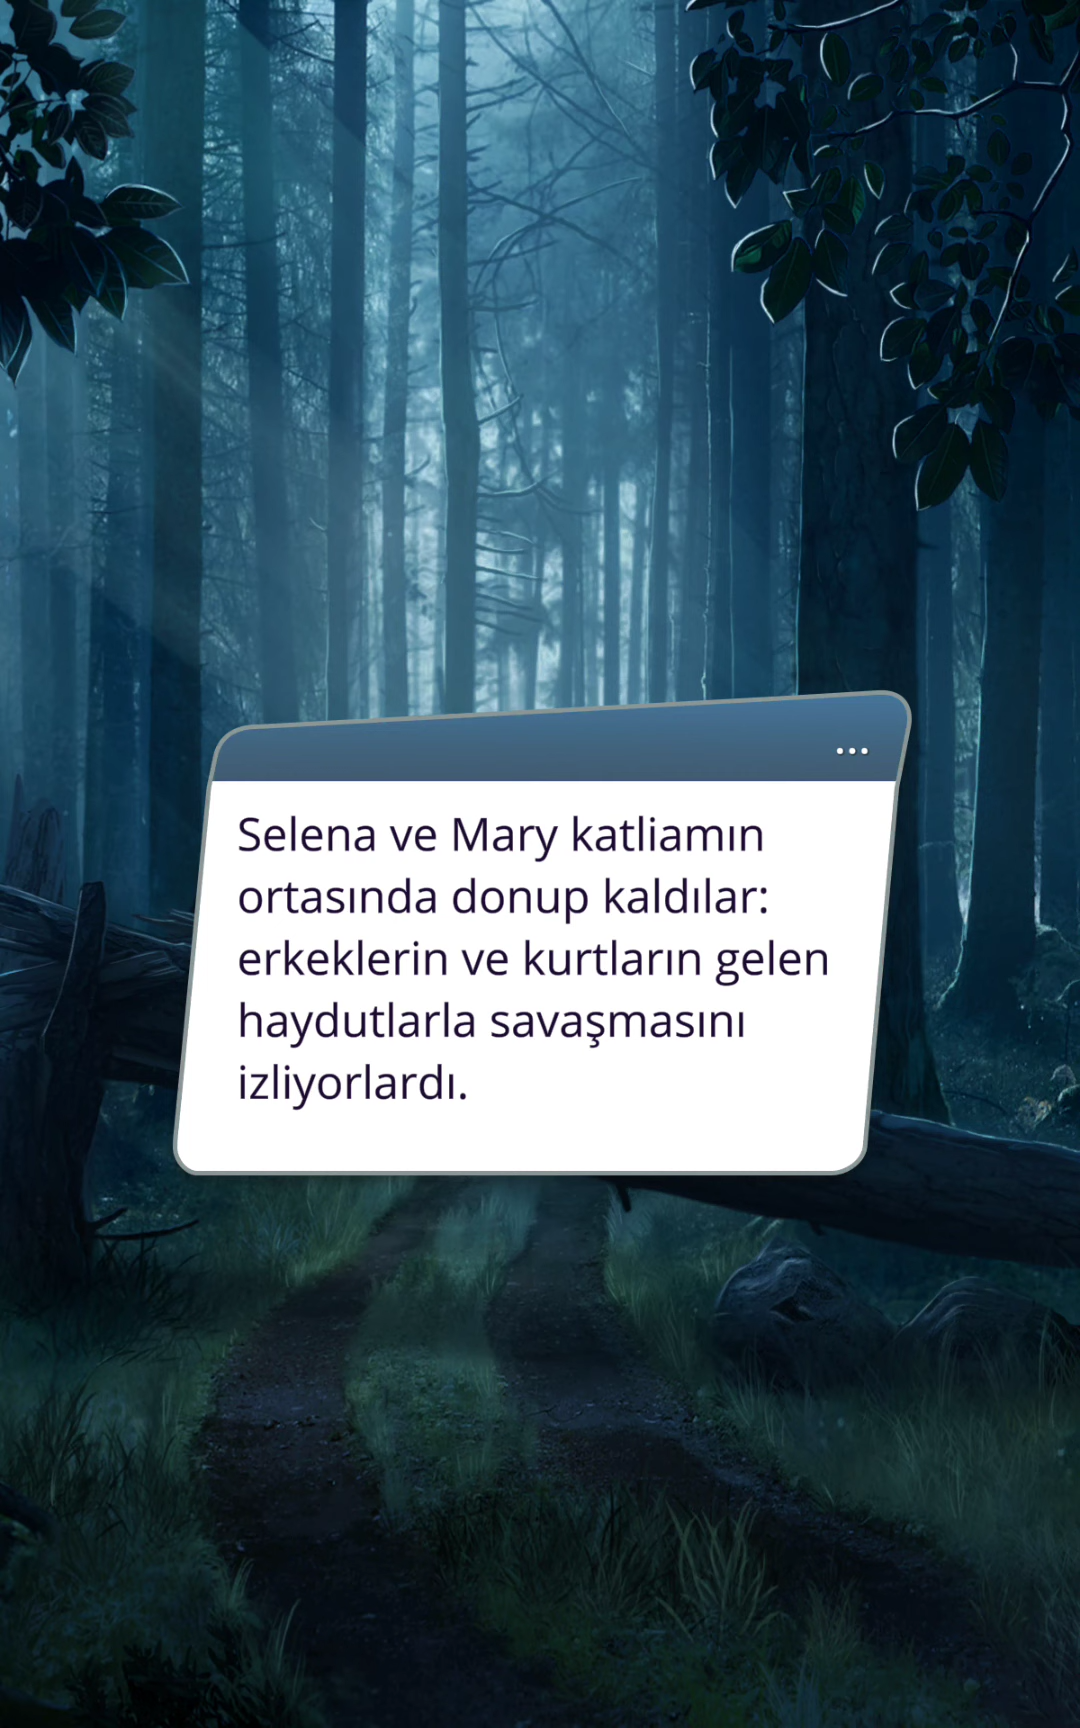 Selena ve Mary katliamın
ortasında donup kaldılar:
erkeklerin ve kurtların gelen
haydutlarla savaşmasını
izliyorlardı.